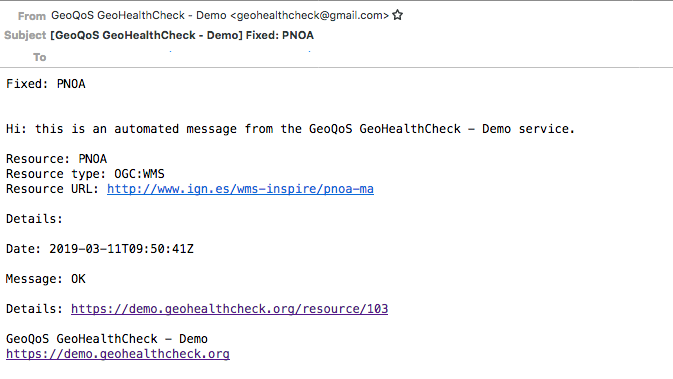 From GeoQoS GeoHealthCheck - Demo <geohealthcheck@gmail.com>
Subject [GeoQoS GeoHealthCheck - Demo] Fixed: PNOA
To
Fixed: PNOA
Hi: this is an automated message from the GeoQoS GeoHealthCheck - Demo service.
Resource: PNOA
Resource type: OGC:WMS
Resource URL: http://www.ign.es/wms-inspire/pnoa-ma
Details:
Date: 2019-03-11T09:50:41Z
Message: OK
Details: https://demo.geohealthcheck.org/resource/103
GeoQoS GeoHealthCheck - Demo
https://demo.geohealthcheck.org